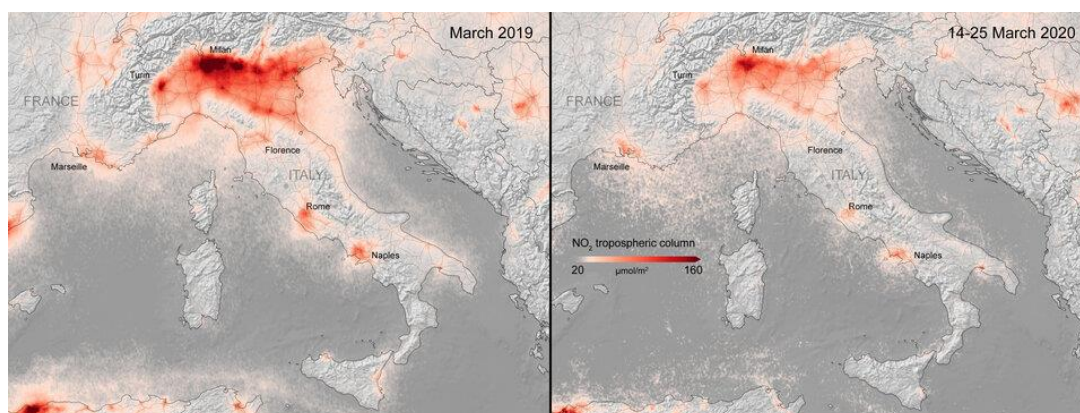 March 2019
Milan
Turin
FRANCE
Marseille
Florence
ITALY
Rome
Naples
14-25 March 2020
Milan
Turin
FRANCE
Marseille
Florence
ITALY
Rome
Naples
NO₂ tropospheric column
20 µmol/m² 160